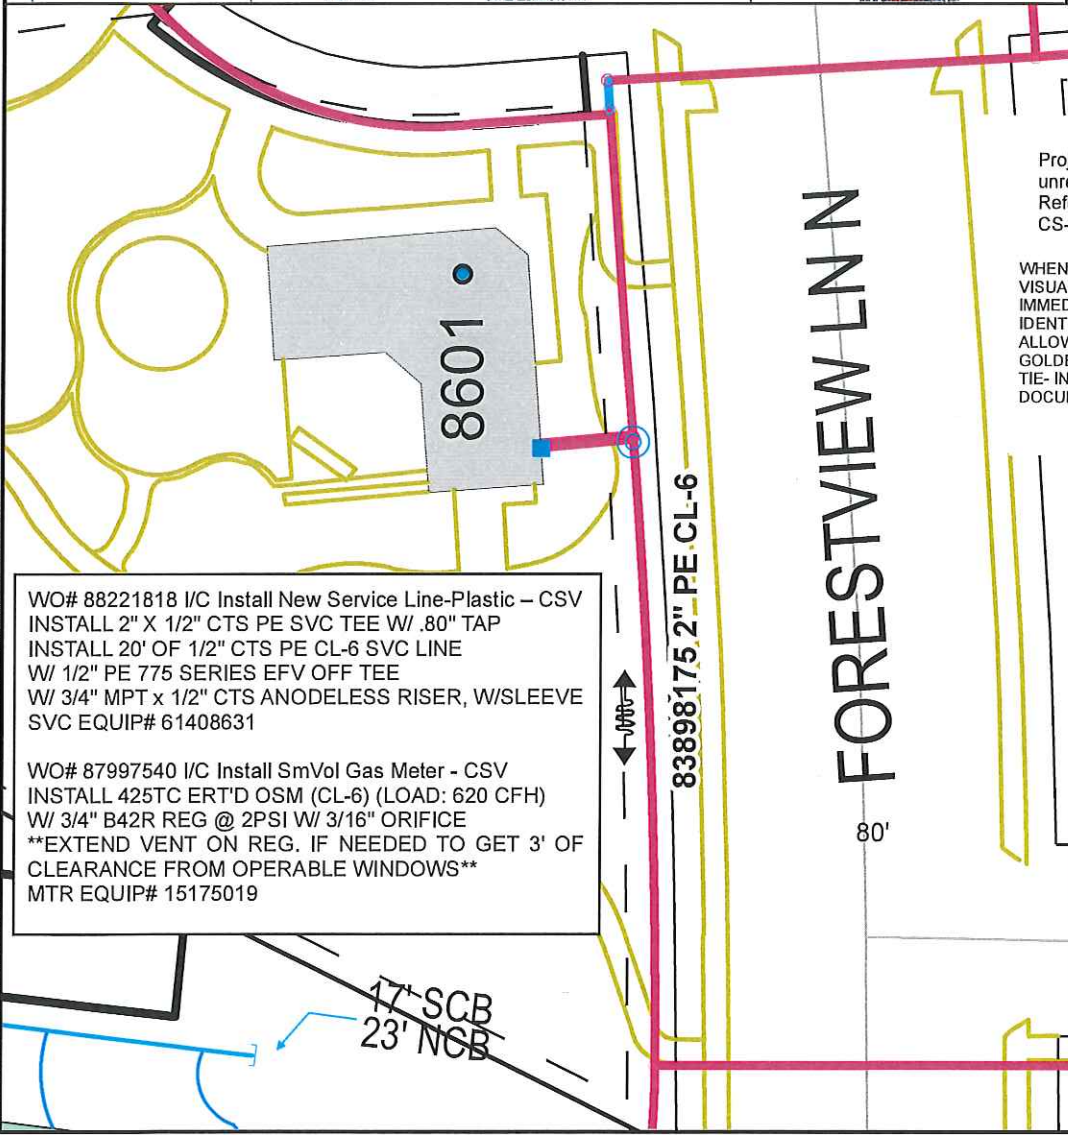 Proj
unre
Refe
CS-
WHEN
VISUA
IMMED
IDENT
ALLOW
GOLDE
TIE- IN
DOCU
8601
83898175 2" PE CL-6
FORESTVIEW LN N
80'
WO# 88221818 I/C Install New Service Line-Plastic – CSV
INSTALL 2" X 1/2" CTS PE SVC TEE W/ .80" TAP
INSTALL 20' OF 1/2" CTS PE CL-6 SVC LINE
W/ 1/2" PE 775 SERIES EFV OFF TEE
W/ 3/4" MPT x 1/2" CTS ANODELESS RISER, W/SLEEVE
SVC EQUIP# 61408631
WO# 87997540 I/C Install SmVol Gas Meter - CSV
INSTALL 425TC ERT'D OSM (CL-6) (LOAD: 620 CFH)
W/ 3/4" B42R REG @ 2PSI W/ 3/16" ORIFICE
**EXTEND VENT ON REG. IF NEEDED TO GET 3' OF
CLEARANCE FROM OPERABLE WINDOWS**
MTR EQUIP# 15175019
17' SCB
23' NCB